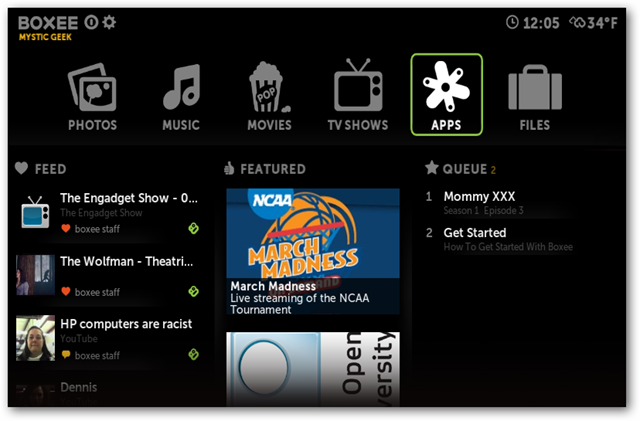 BOXEE
MYSTIC GEEK
12:05
34°F
PHOTOS
MUSIC
POP
MOVIES
TV SHOWS
APPS
FILES
FEED
The Engadget Show - 0...
The Engadget Show
boxee staff
The Wolfman - Theatri...
boxee staff
HP computers are racist
YouTube
boxee staff
Dennis
FEATURED
NCAA
MARCH
MADNESS
March Madness
Live streaming of the NCAA
Tournament
Open
versity
QUEUE 2
1 Mommy XXX
Season 1 Episode 3
2 Get Started
How To Get Started With Boxee